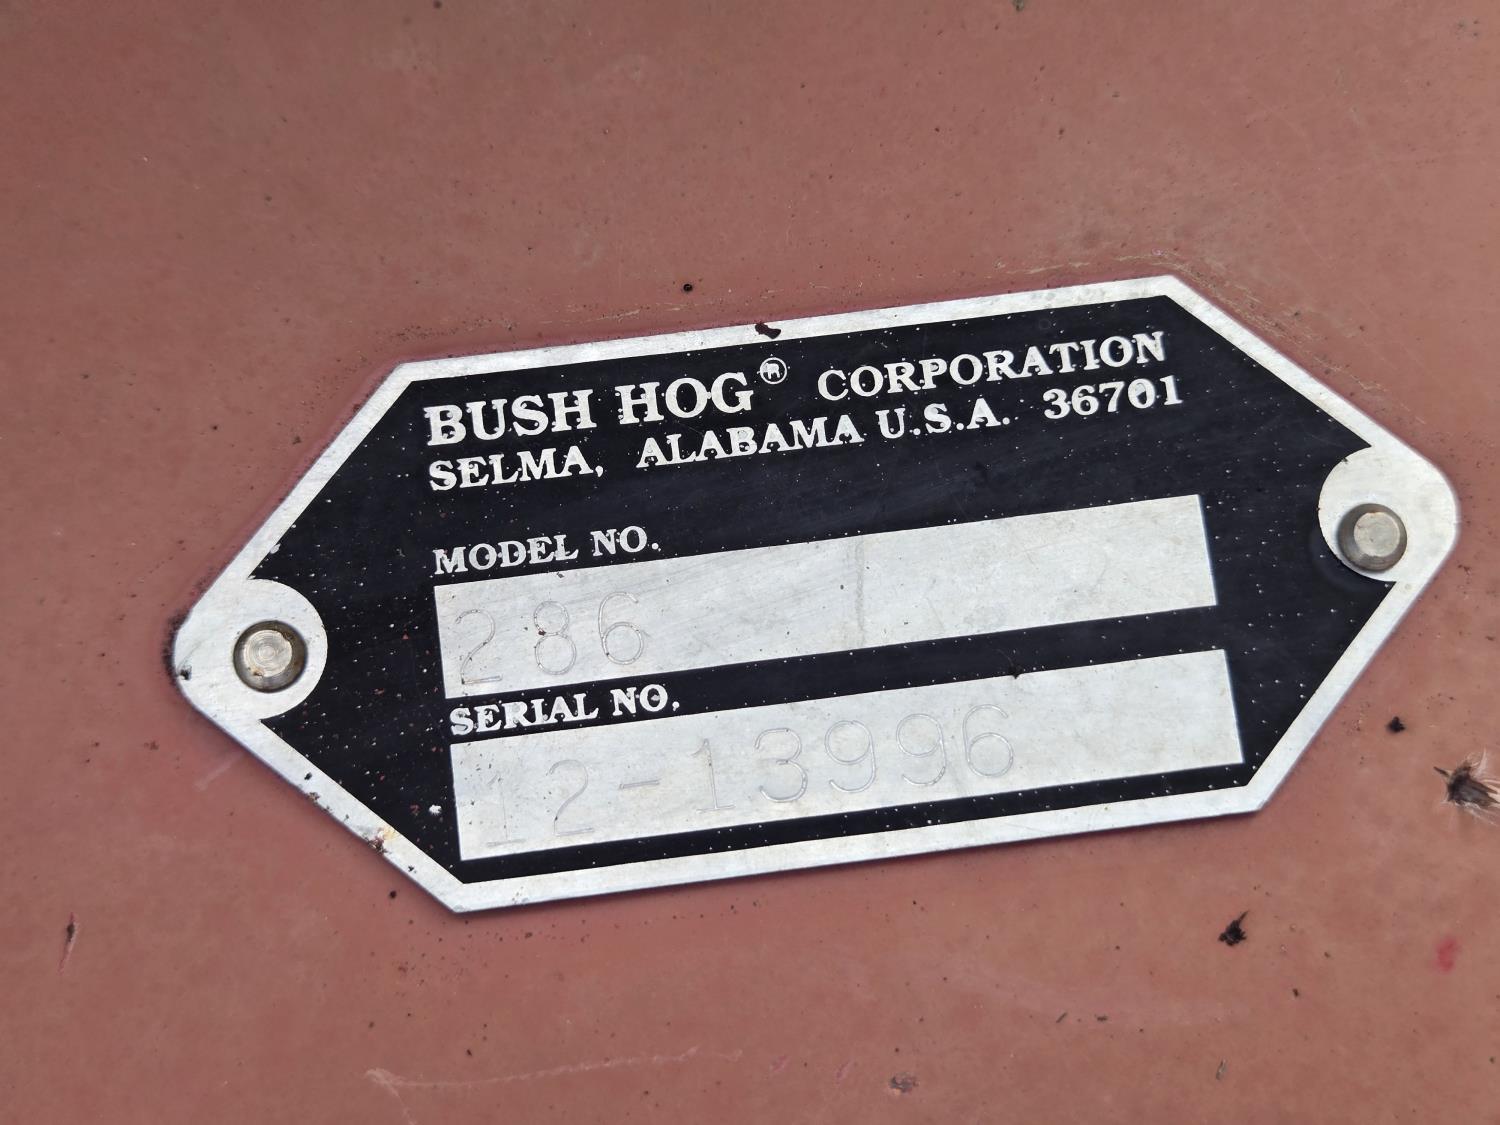 BUSH HOG® CORPORATION
SELMA, ALABAMA U.S.A. 36701
MODEL NO.
286
SERIAL NO.
12-13996